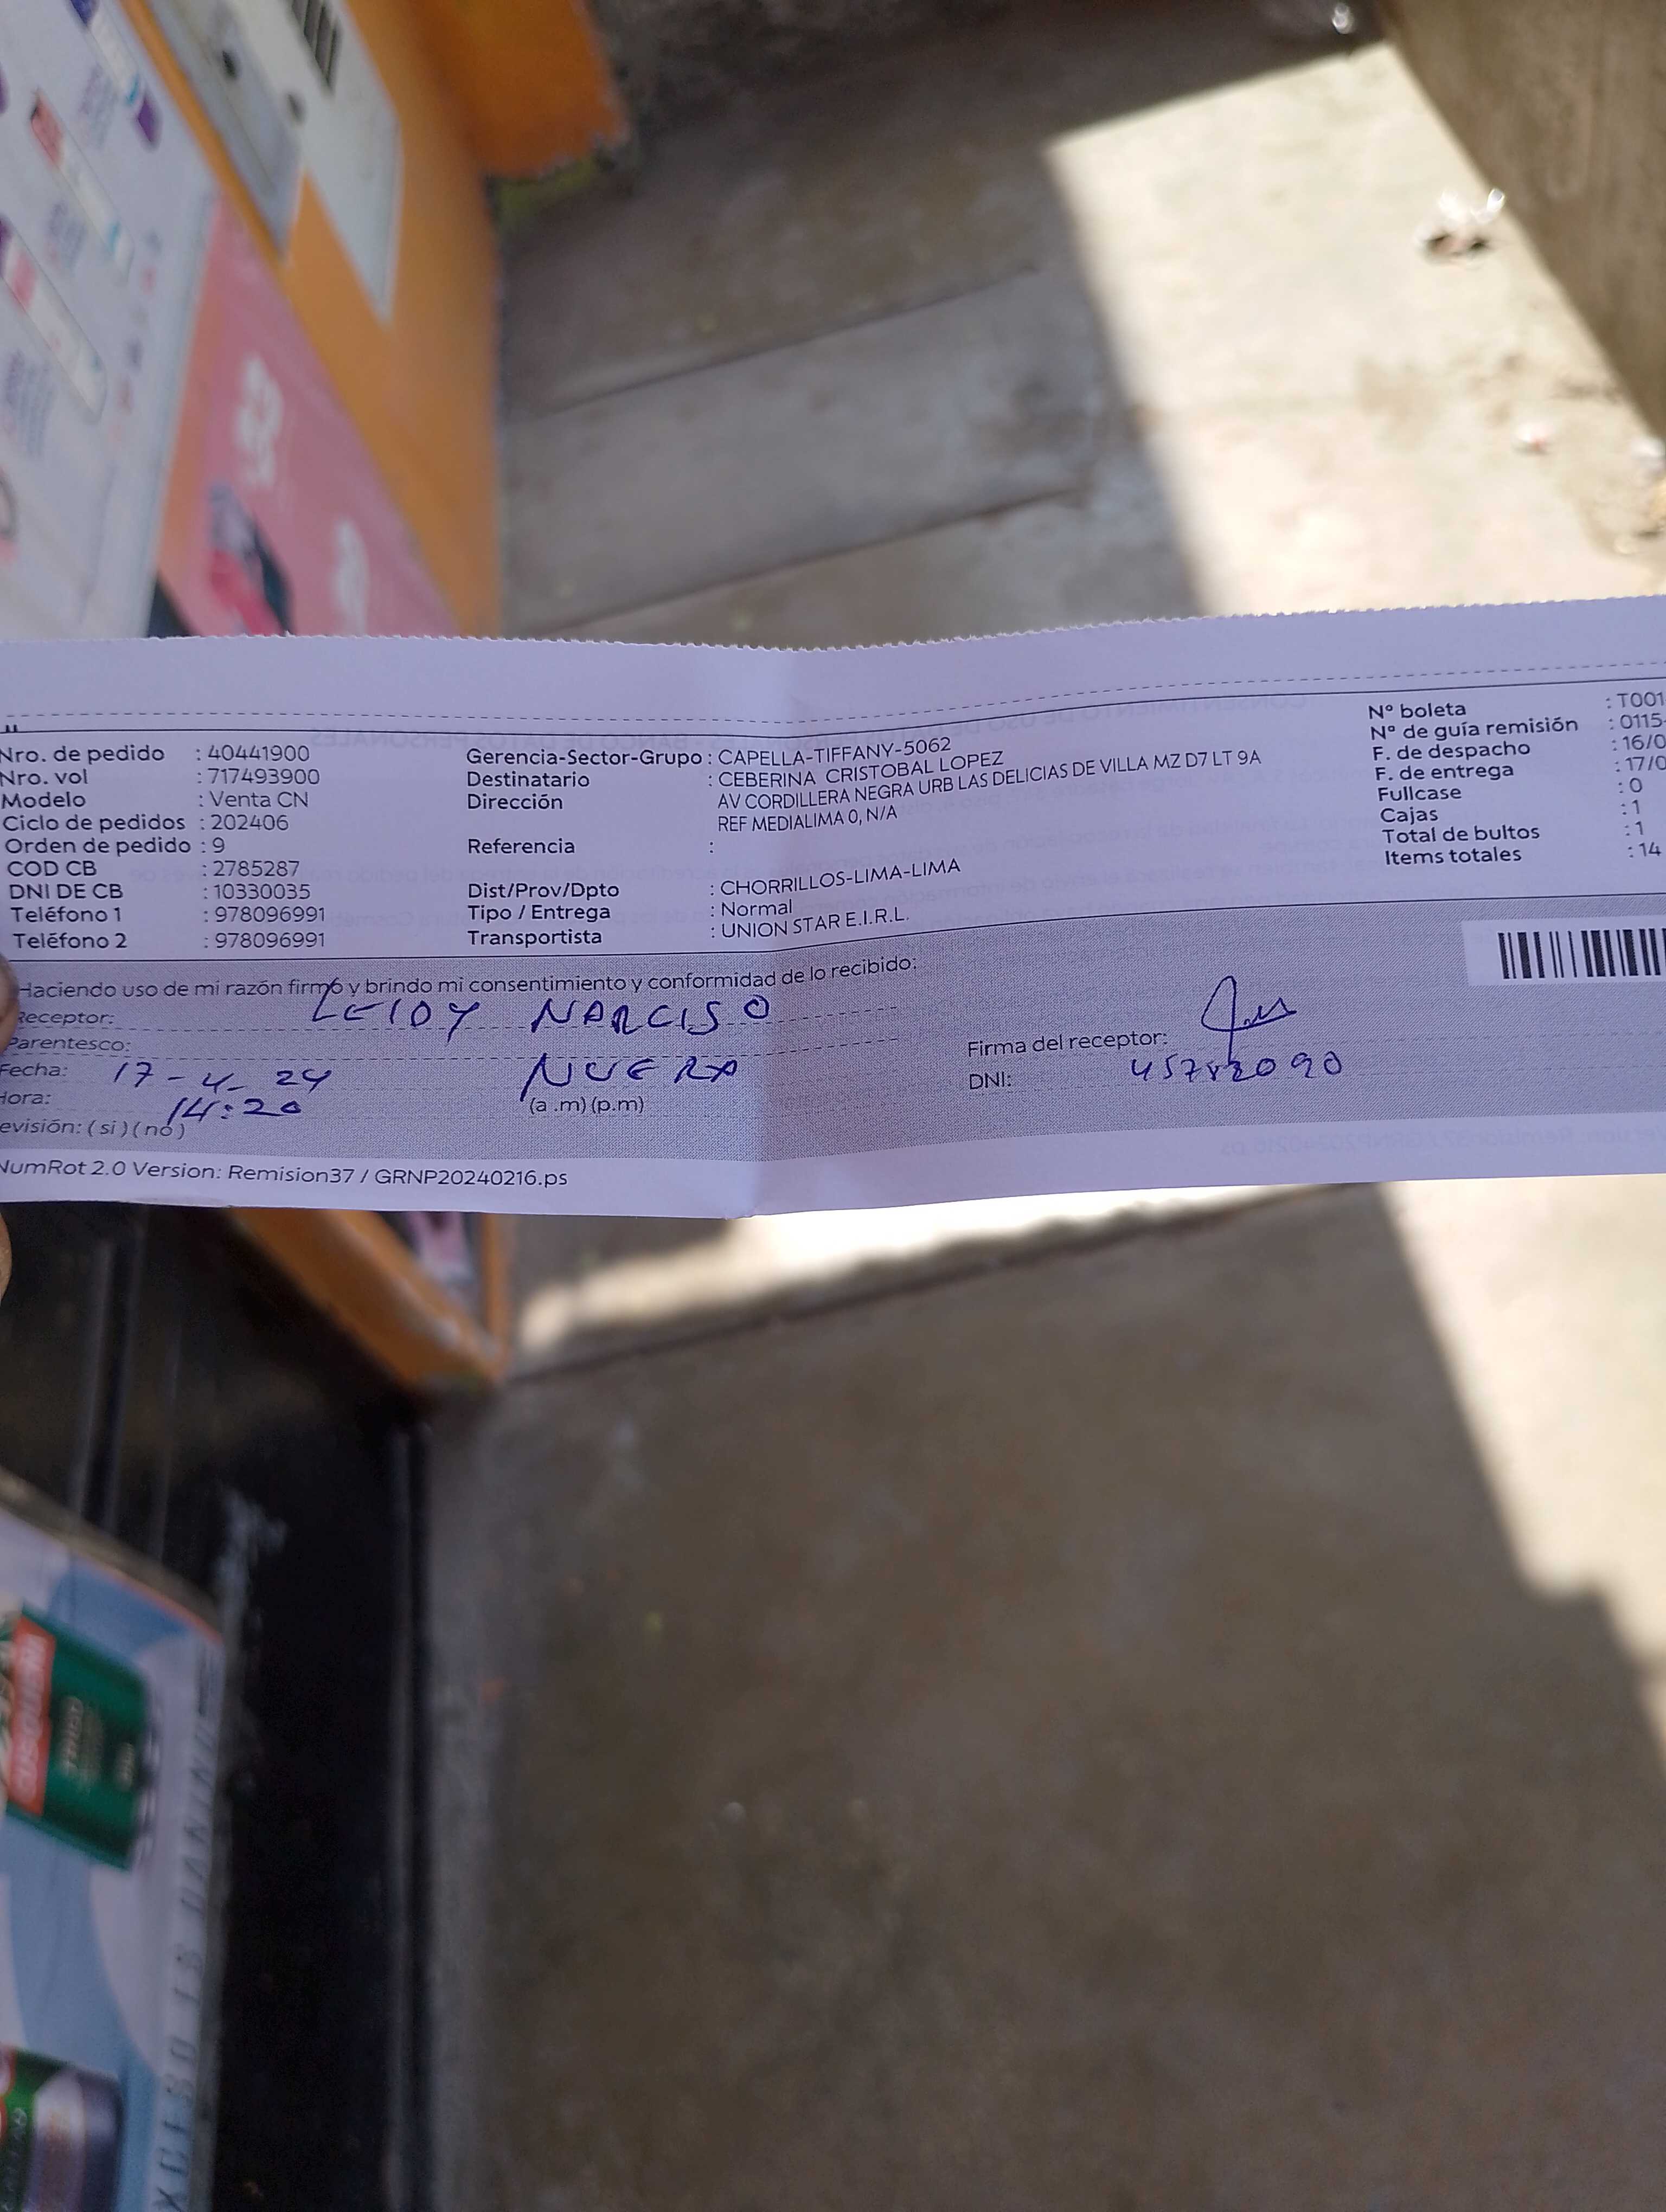 Nro. de pedido : 40441900
Nro. vol : 717493900
Modelo : Venta CN
Ciclo de pedidos : 202406
Orden de pedido : 9
COD CB : 2785287
DNI DE CB : 10330035
Teléfono 1 : 978096991
Teléfono 2 : 978096991
Gerencia-Sector-Grupo : CAPELLA-TIFFANY-5062
Destinatario : CEBERINA CRISTOBAL LOPEZ
Dirección AV CORDILLERA NEGRA URB LAS DELICIAS DE VILLA MZ D7 LT 9A
REF MEDIALIMA 0, N/A
Referencia :
Dist/Prov/Dpto : CHORRILLOS-LIMA-LIMA
Tipo / Entrega : Normal
Transportista : UNION STAR E.I.R.L.
N° boleta : T001
N° de guía remisión : 0115-
F. de despacho : 16/0
F. de entrega : 17/0
Fullcase : 0
Cajas : 1
Total de bultos : 1
Items totales : 14
Haciendo uso de mi razón firmo y brindo mi consentimiento y conformidad de lo recibido:
Receptor: LEIDY NARCISO
Parentesco: NUERA
Fecha: 17-4-24
Hora: 14:20 (a .m) (p.m)
evisión: ( si ) ( no )
Firma del receptor:
DNI:
NumRot 2.0 Version: Remision37 / GRNP20240216.ps